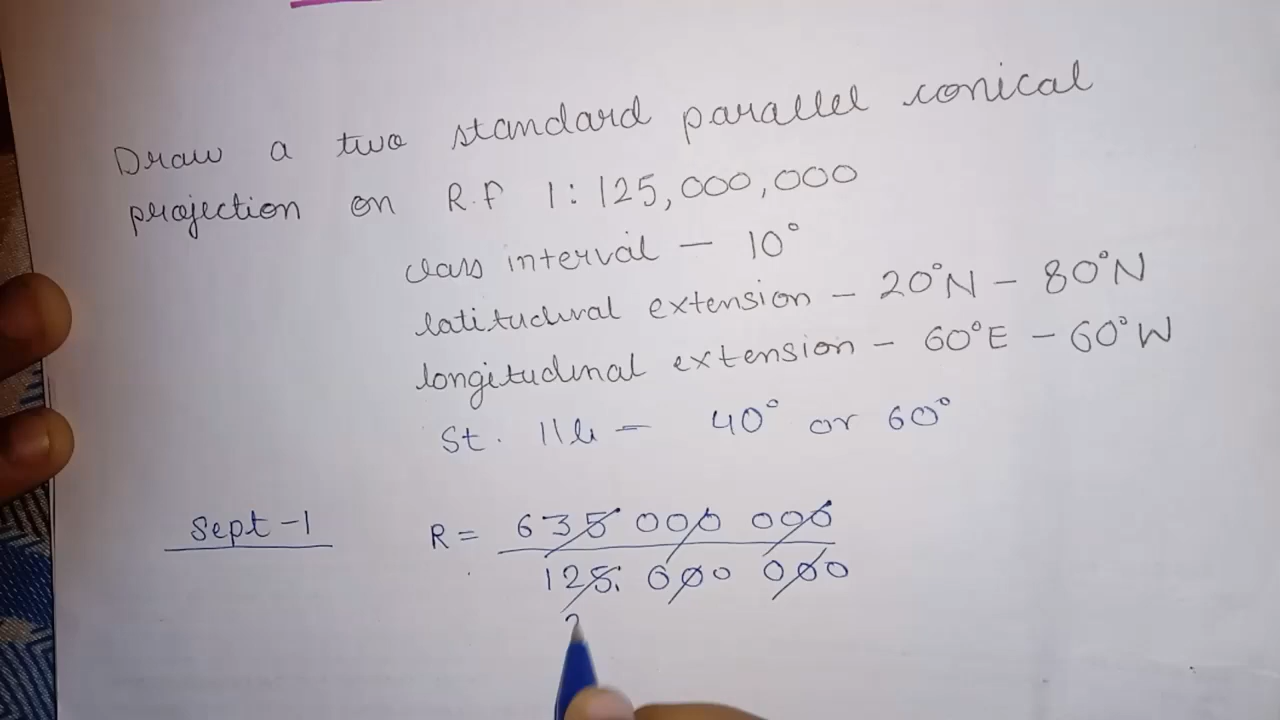 Draw a two standard parallel conical
projection on R.F 1:125,000,000
class interval — 10°
latitudinal extension — 20°N — 80°N
longitudinal extension — 60°E — 60°W
St. ||le — 40° or 60°
Sept -1 R = 635 000 000
125. 000 000
2